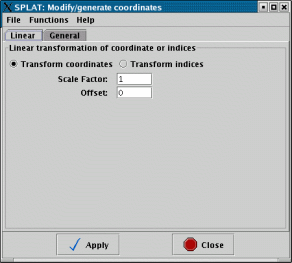 SPLAT: Modify/generate coordinates
File Functions Help
Linear General
Linear transformation of coordinate or indices
Transform coordinates Transform indices
Scale Factor: 1
Offset: 0
Apply Close